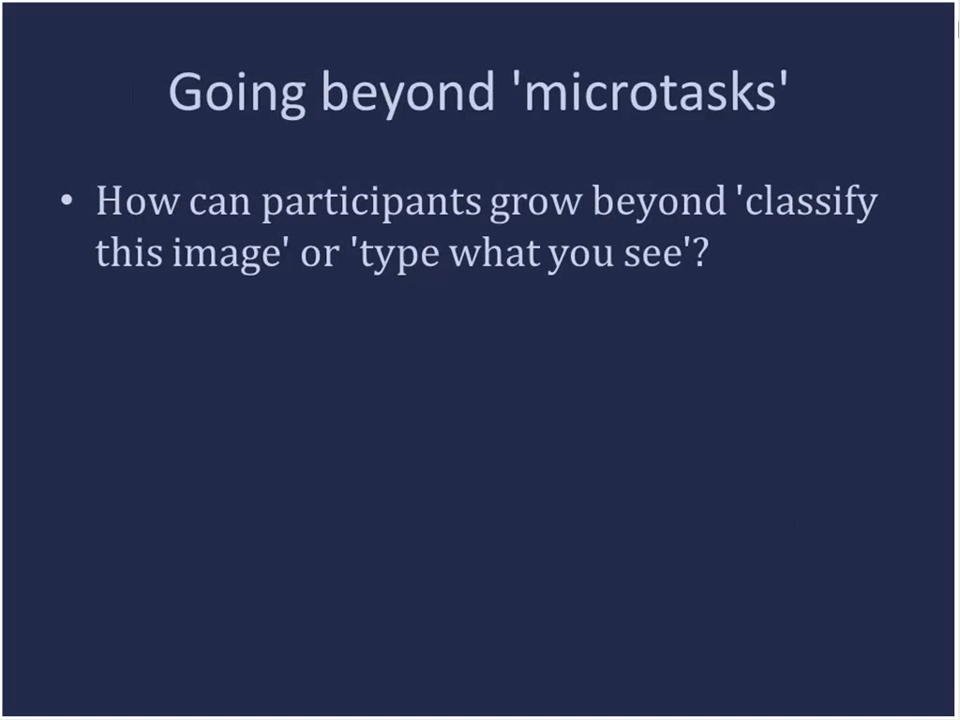 Going beyond 'microtasks'
• How can participants grow beyond 'classify
this image' or 'type what you see'?